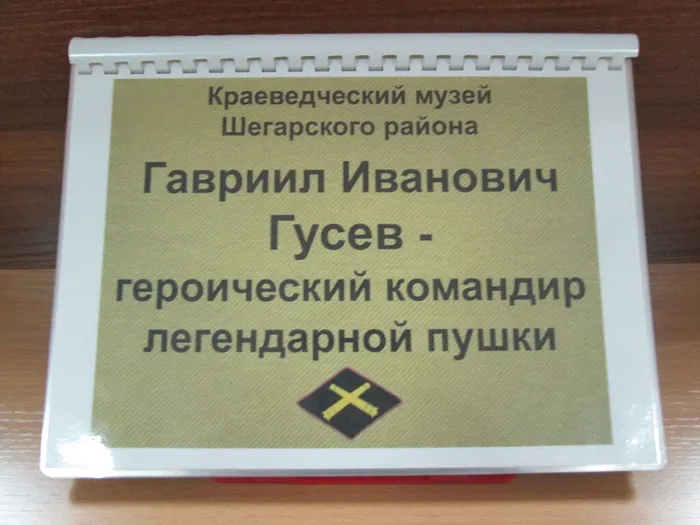 Краеведческий музей
Шегарского района
Гавриил Иванович
Гусев -
героический командир
легендарной пушки